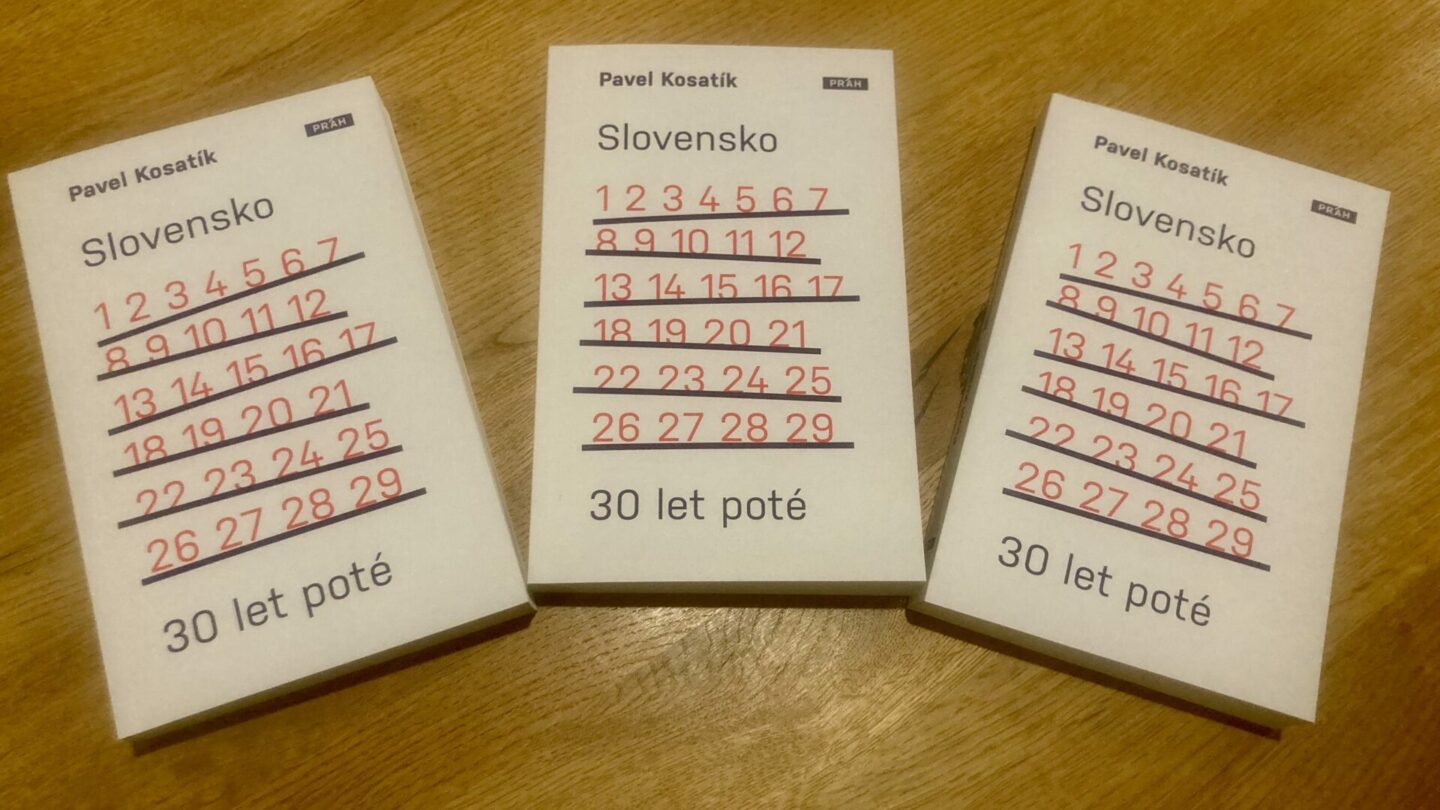 Pavel Kosatík
PRÁH
Slovensko
1 2 3 4 5 6 7
8 9 10 11 12
13 14 15 16 17
18 19 20 21
22 23 24 25
26 27 28 29
30 let poté
Pavel Kosatík
PRÁH
Slovensko
1 2 3 4 5 6 7
8 9 10 11 12
13 14 15 16 17
18 19 20 21
22 23 24 25
26 27 28 29
30 let poté
Pavel Kosatík
PRÁH
Slovensko
1 2 3 4 5 6 7
8 9 10 11 12
13 14 15 16 17
18 19 20 21
22 23 24 25
26 27 28 29
30 let poté